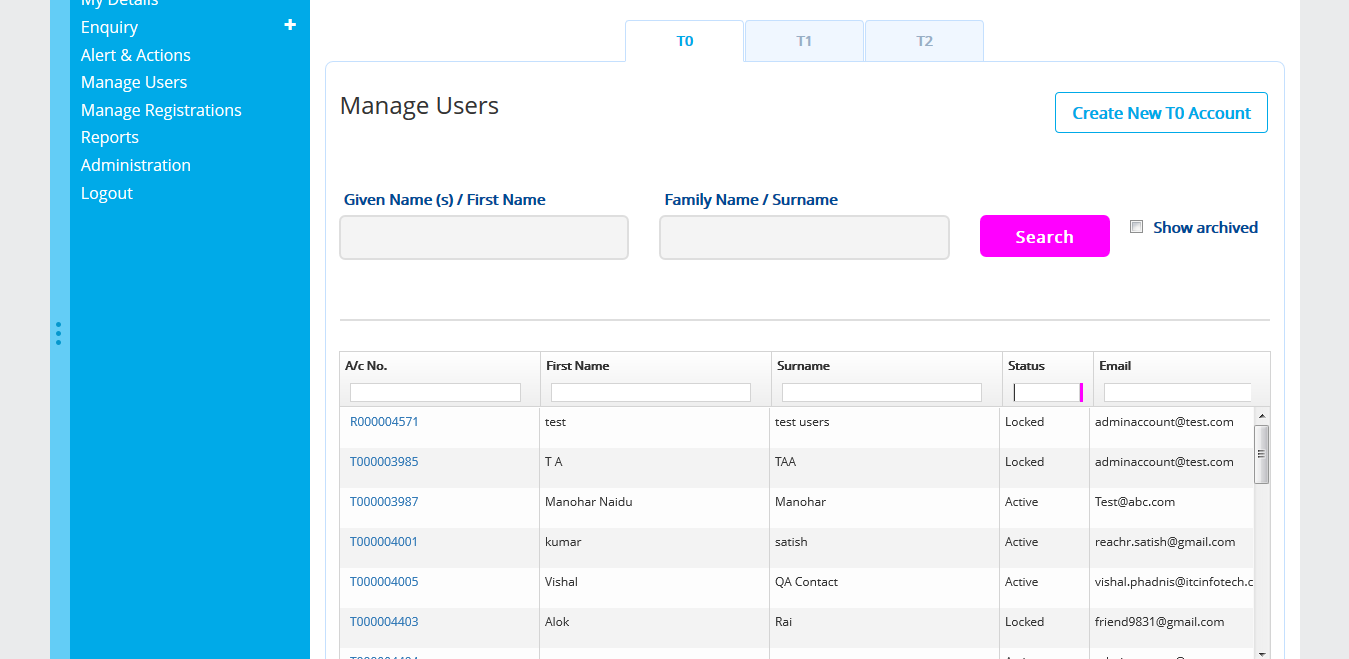 My Details
Enquiry +
Alert & Actions
Manage Users
Manage Registrations
Reports
Administration
Logout
T0 T1 T2
Manage Users
Create New T0 Account
Given Name (s) / First Name Family Name / Surname
Search Show archived
A/c No. First Name Surname Status Email
R000004571 test test users Locked adminaccount@test.com
T000003985 T A TAA Locked adminaccount@test.com
T000003987 Manohar Naidu Manohar Active Test@abc.com
T000004001 kumar satish Active reachr.satish@gmail.com
T000004005 Vishal QA Contact Active vishal.phadnis@itcinfotech.c
T000004403 Alok Rai Locked friend9831@gmail.com